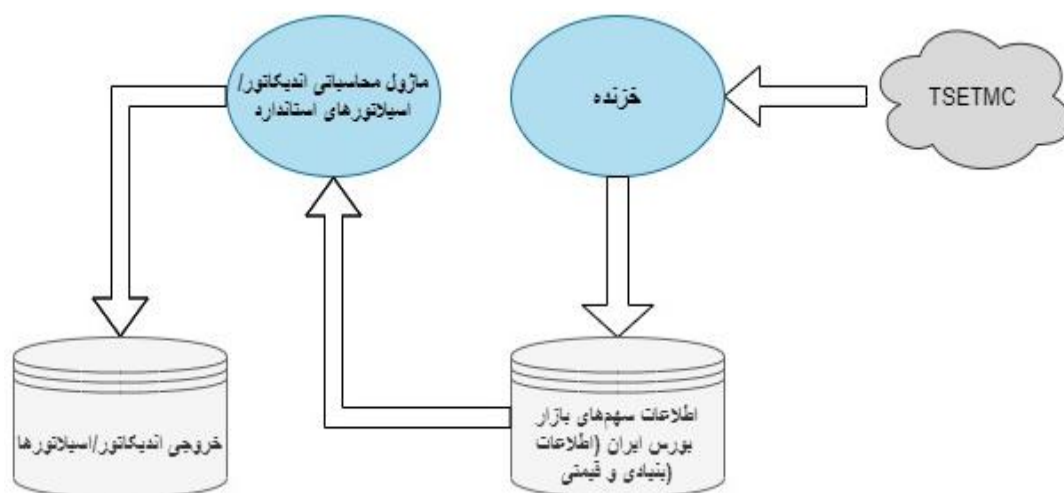 TSETMC
خزنده
ماژول محاسباتی اندیکاتور/
اسیلاتورهای استاندارد
اطلاعات سهم‌های بازار
بورس ایران (اطلاعات
بنیادی و قیمتی)
خروجی اندیکاتور/اسیلاتورها